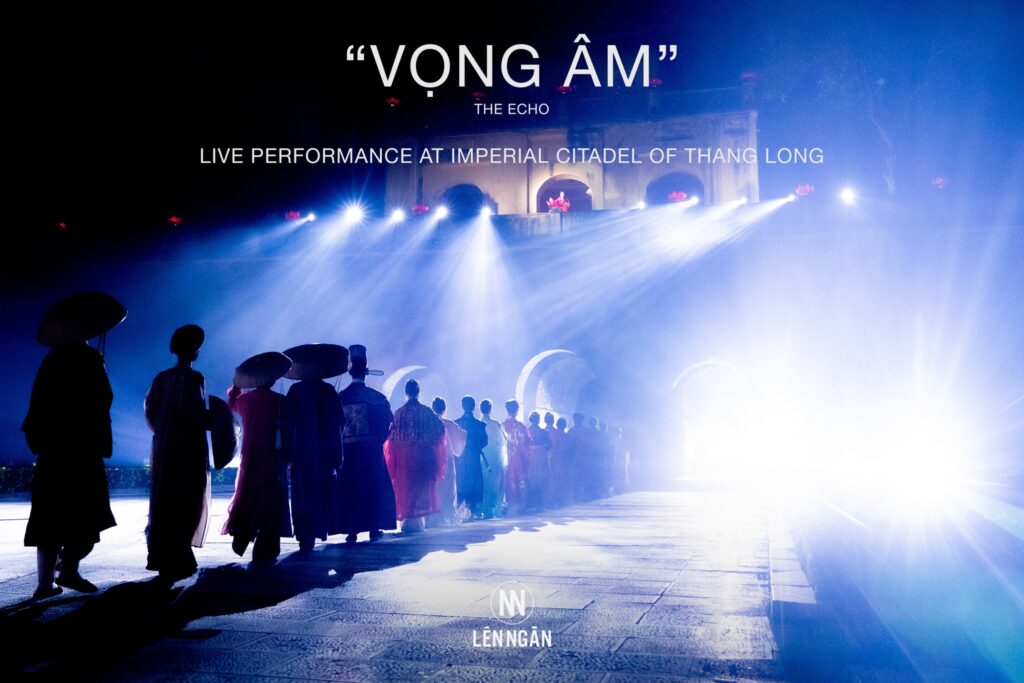 “VỌNG ÂM”
THE ECHO
LIVE PERFORMANCE AT IMPERIAL CITADEL OF THANG LONG
LÊN NGÀN